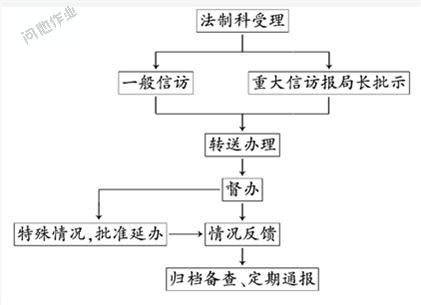 问他作业
法制科受理
一般信访
重大信访报局长批示
转送办理
督办
特殊情况,批准延办
情况反馈
归档备查、定期通报